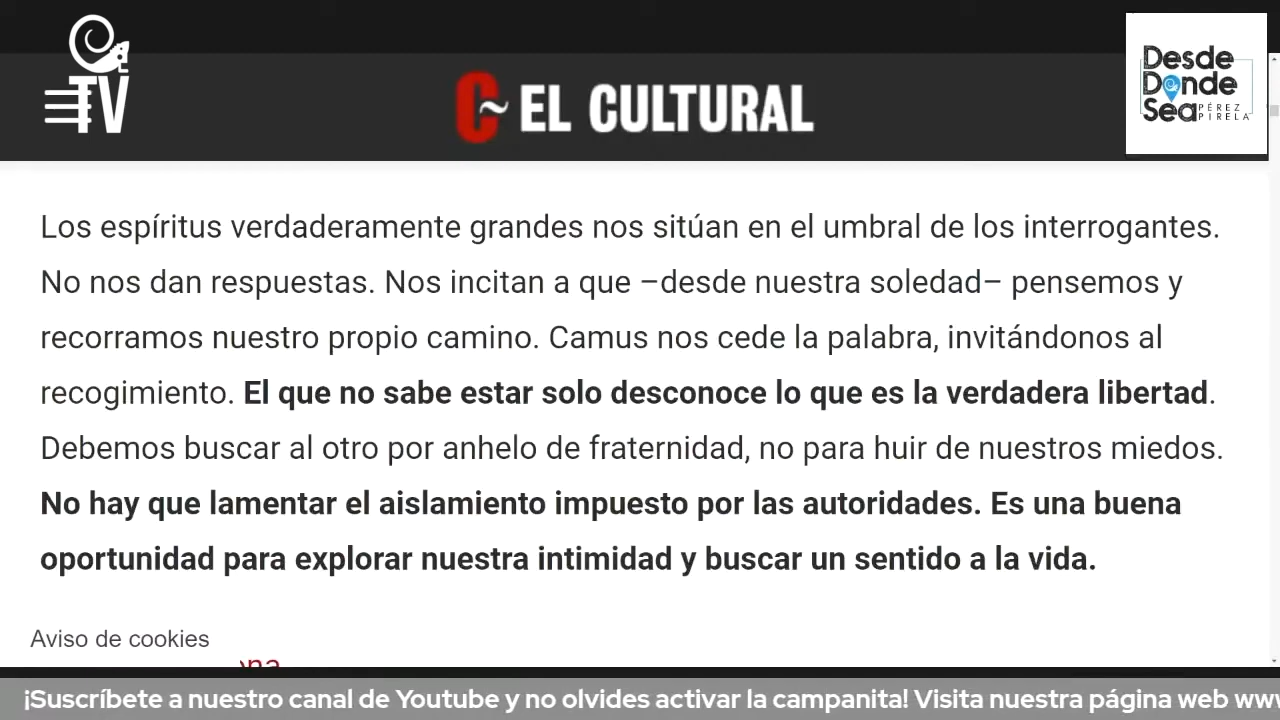 TV
EL CULTURAL
Desde
Donde
Sea
PÉREZ
PIRELA
Los espíritus verdaderamente grandes nos sitúan en el umbral de los interrogantes.
No nos dan respuestas. Nos incitan a que –desde nuestra soledad– pensemos y
recorramos nuestro propio camino. Camus nos cede la palabra, invitándonos al
recogimiento. El que no sabe estar solo desconoce lo que es la verdadera libertad.
Debemos buscar al otro por anhelo de fraternidad, no para huir de nuestros miedos.
No hay que lamentar el aislamiento impuesto por las autoridades. Es una buena
oportunidad para explorar nuestra intimidad y buscar un sentido a la vida.
Aviso de cookies
¡Suscríbete a nuestro canal de Youtube y no olvides activar la campanita! Visita nuestra página web